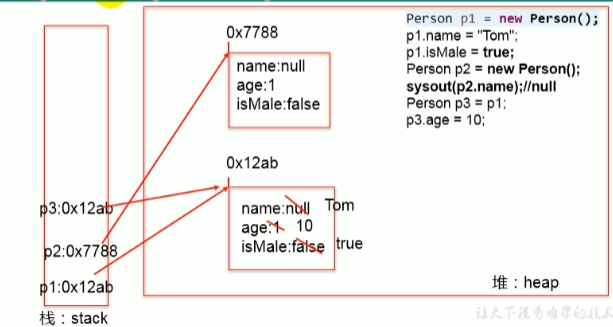 0x7788
name:null
age:1
isMale:false
Person p1 = new Person();
p1.name = "Tom";
p1.isMale = true;
Person p2 = new Person();
sysout(p2.name);//null
Person p3 = p1;
p3.age = 10;
0x12ab
name:null Tom
age:1 10
isMale:false true
p3:0x12ab
p2:0x7788
p1:0x12ab
栈：stack
堆：heap
让天下没有难学的技术